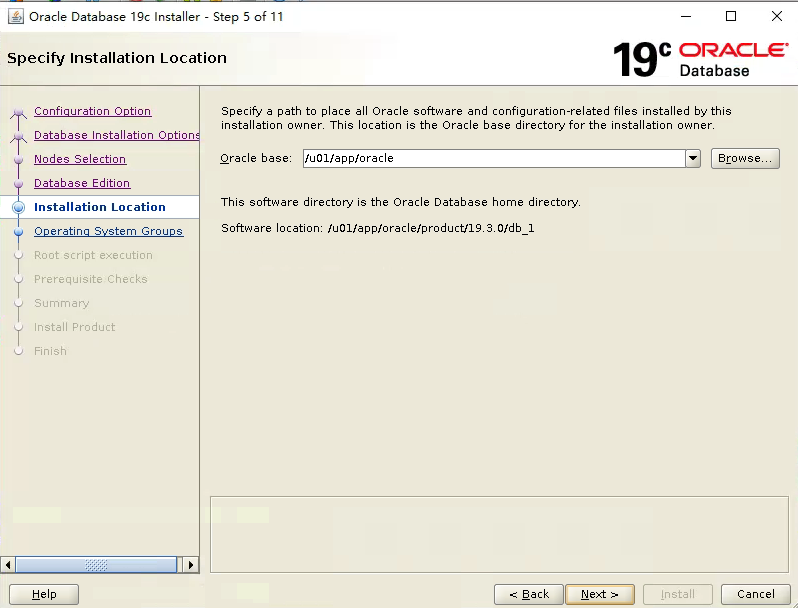 Oracle Database 19c Installer - Step 5 of 11
Specify Installation Location
19c ORACLE
Database
Configuration Option
Database Installation Options
Nodes Selection
Database Edition
Installation Location
Operating System Groups
Root script execution
Prerequisite Checks
Summary
Install Product
Finish
Specify a path to place all Oracle software and configuration-related files installed by this
installation owner. This location is the Oracle base directory for the installation owner.
Oracle base: /u01/app/oracle Browse...
This software directory is the Oracle Database home directory.
Software location: /u01/app/oracle/product/19.3.0/db_1
Help < Back Next > Install Cancel